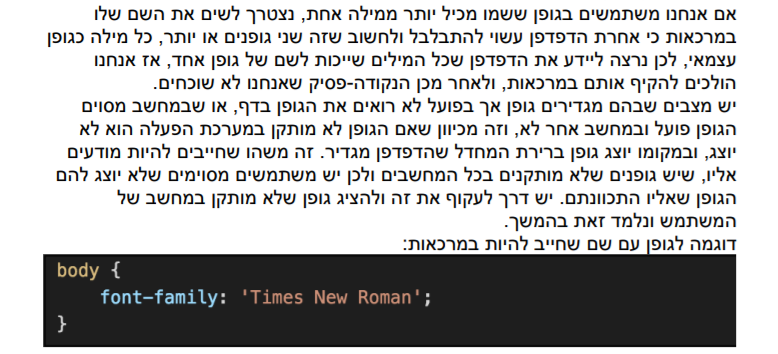 אם אנחנו משתמשים בגופן ששמו מכיל יותר ממילה אחת, נצטרך לשים את השם שלו
במרכאות כי אחרת הדפדפן עשוי להתבלבל ולחשוב שזה שני גופנים או יותר, כל מילה כגופן
עצמאי, לכן נרצה ליידע את הדפדפן שכל המילים שייכות לשם של גופן אחד, אז אנחנו
הולכים להקיף אותם במרכאות, ולאחר מכן הנקודה-פסיק שאנחנו לא שוכחים.
יש מצבים שבהם מגדירים גופן אך בפועל לא רואים את הגופן בדף, או שבמחשב מסוים
הגופן פועל ובמחשב אחר לא, וזה מכיוון שאם הגופן לא מותקן במערכת הפעלה הוא לא
יוצג, ובמקומו יוצג גופן ברירת המחדל שהדפדפן מגדיר. זה משהו שחייבים להיות מודעים
אליו, שיש גופנים שלא מותקנים בכל המחשבים ולכן יש משתמשים מסוימים שלא יוצג להם
הגופן שאליו התכוונתם. יש דרך לעקוף את זה ולהציג גופן שלא מותקן במחשב של
המשתמש ונלמד זאת בהמשך.
דוגמה לגופן עם שם שחייב להיות במרכאות:
body {
    font-family: 'Times New Roman';
}